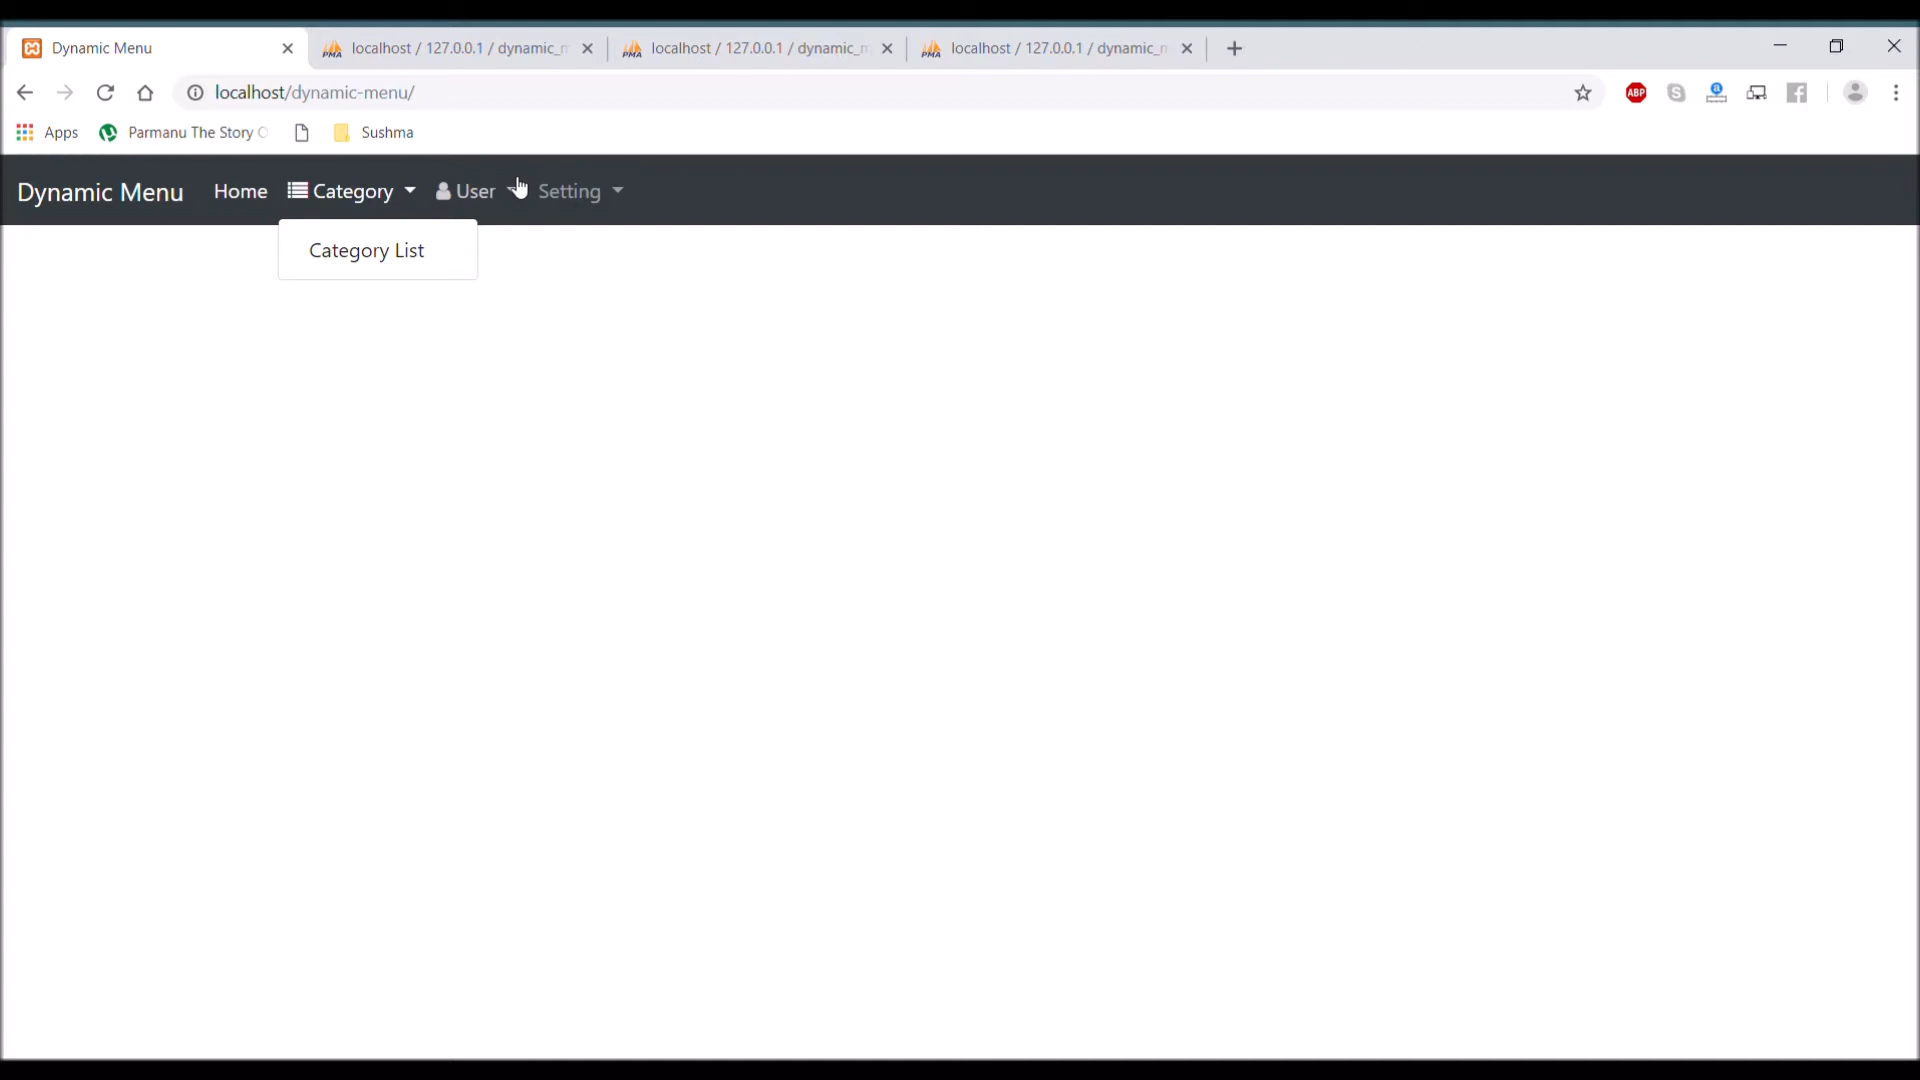 Dynamic Menu
localhost / 127.0.0.1 / dynamic_
localhost / 127.0.0.1 / dynamic_
localhost / 127.0.0.1 / dynamic_
localhost/dynamic-menu/
ABP
Apps
Parmanu The Story
Sushma
Dynamic Menu Home Category User Setting
Category List